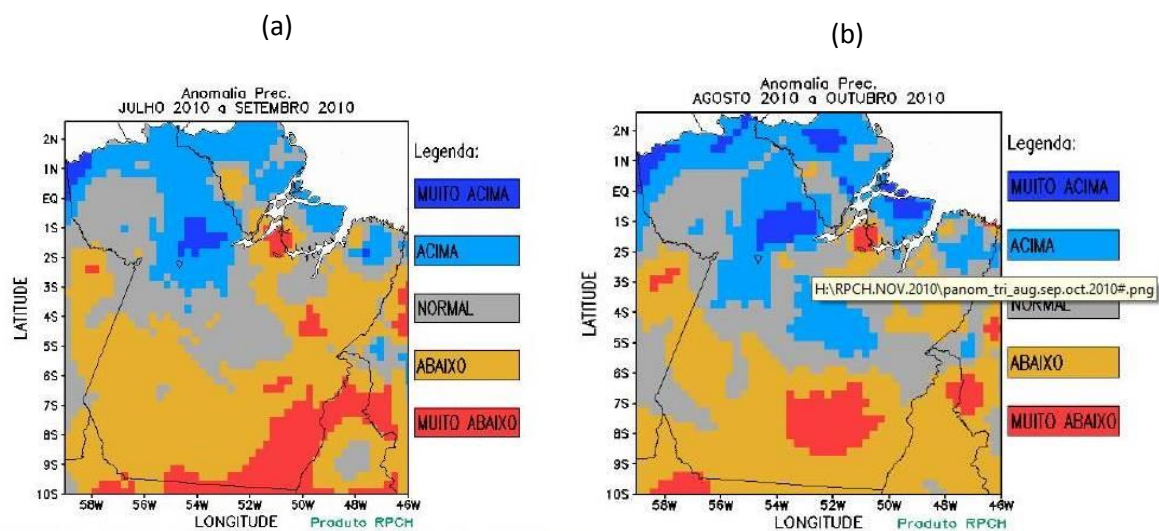 (a)
Anomalia Prec.
JULHO 2010 a SETEMBRO 2010
Legenda:
MUITO ACIMA
ACIMA
NORMAL
ABAIXO
MUITO ABAIXO
LATITUDE
2N
1N
EQ
1S
2S
3S
4S
5S
6S
7S
8S
9S
10S
58W 56W 54W 52W 50W 48W 46W
LONGITUDE
Produto RPCH
(b)
Anomalia Prec.
AGOSTO 2010 a OUTUBRO 2010
Legenda:
MUITO ACIMA
ACIMA
H:\RPCH.NOV.2010\panom_tri_aug.sep.oct.2010#.png
NORMAL
ABAIXO
MUITO ABAIXO
LATITUDE
2N
1N
EQ
1S
2S
3S
4S
5S
6S
7S
8S
9S
10S
58W 56W 54W 52W 50W 48W 46W
LONGITUDE
Produto RPCH